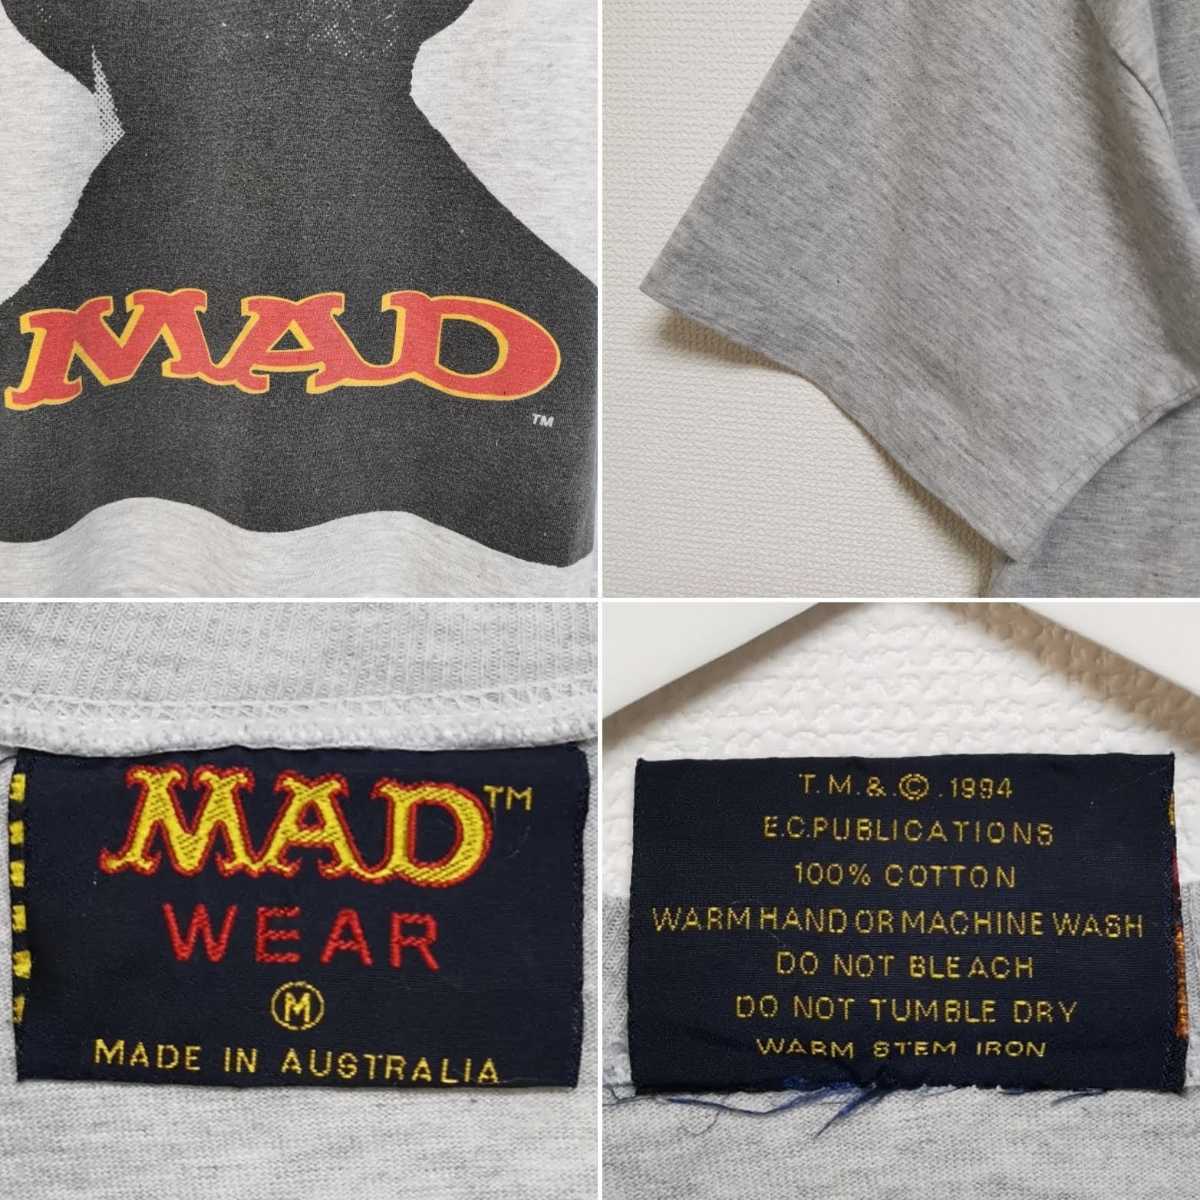 MAD
TM
MAD TM
WEAR
M
MADE IN AUSTRALIA
T.M.&.©.1994
E.C.PUBLICATIONS
100% COTTON
WARM HAND OR MACHINE WASH
DO NOT BLEACH
DO NOT TUMBLE DRY
WARM STEM IRON